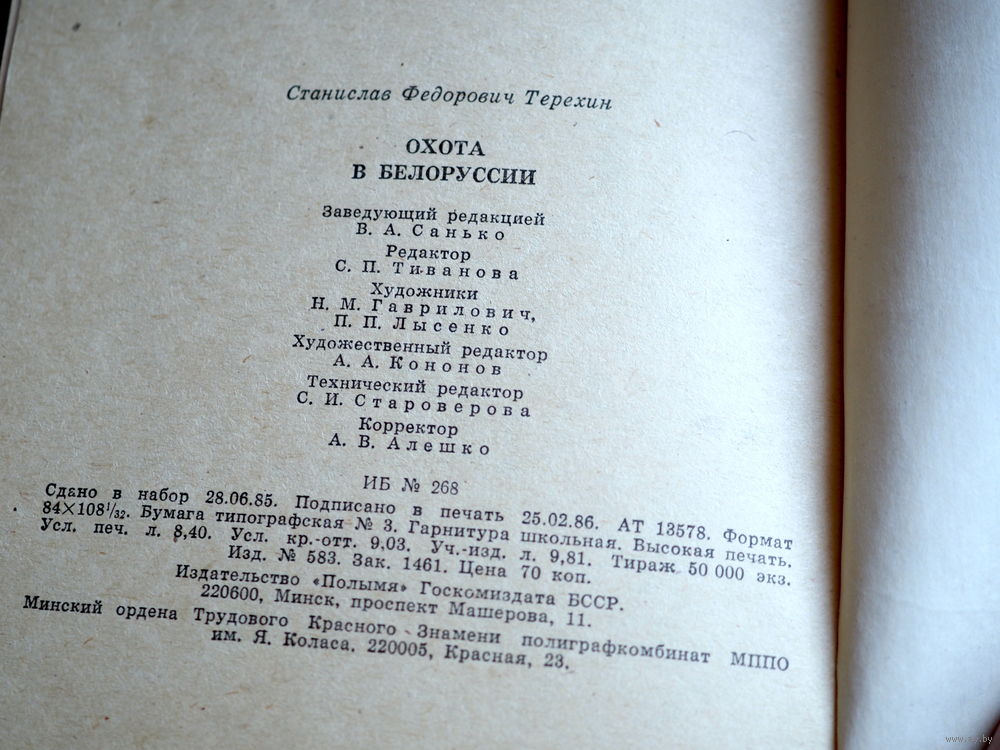 Станислав Федорович Терехин
ОХОТА
В БЕЛОРУССИИ
Заведующий редакцией
В. А. Санько
Редактор
С. П. Тиванова
Художники
Н. М. Гаврилович,
П. П. Лысенко
Художественный редактор
А. А. Кононов
Технический редактор
С. И. Староверова
Корректор
А. В. Алешко
ИБ № 268
Сдано в набор 28.06.85. Подписано в печать 25.02.86. АТ 13578. Формат
84×108¹/₃₂. Бумага типографская № 3. Гарнитура школьная. Высокая печать.
Усл. печ. л. 8,40. Усл. кр.-отт. 9,03. Уч.-изд. л. 9,81. Тираж 50 000 экз.
Изд. № 583. Зак. 1461. Цена 70 коп.
Издательство «Полымя» Госкомиздата БССР.
220600, Минск, проспект Машерова, 11.
Минский ордена Трудового Красного Знамени полиграфкомбинат МППО
им. Я. Коласа. 220005, Красная, 23.